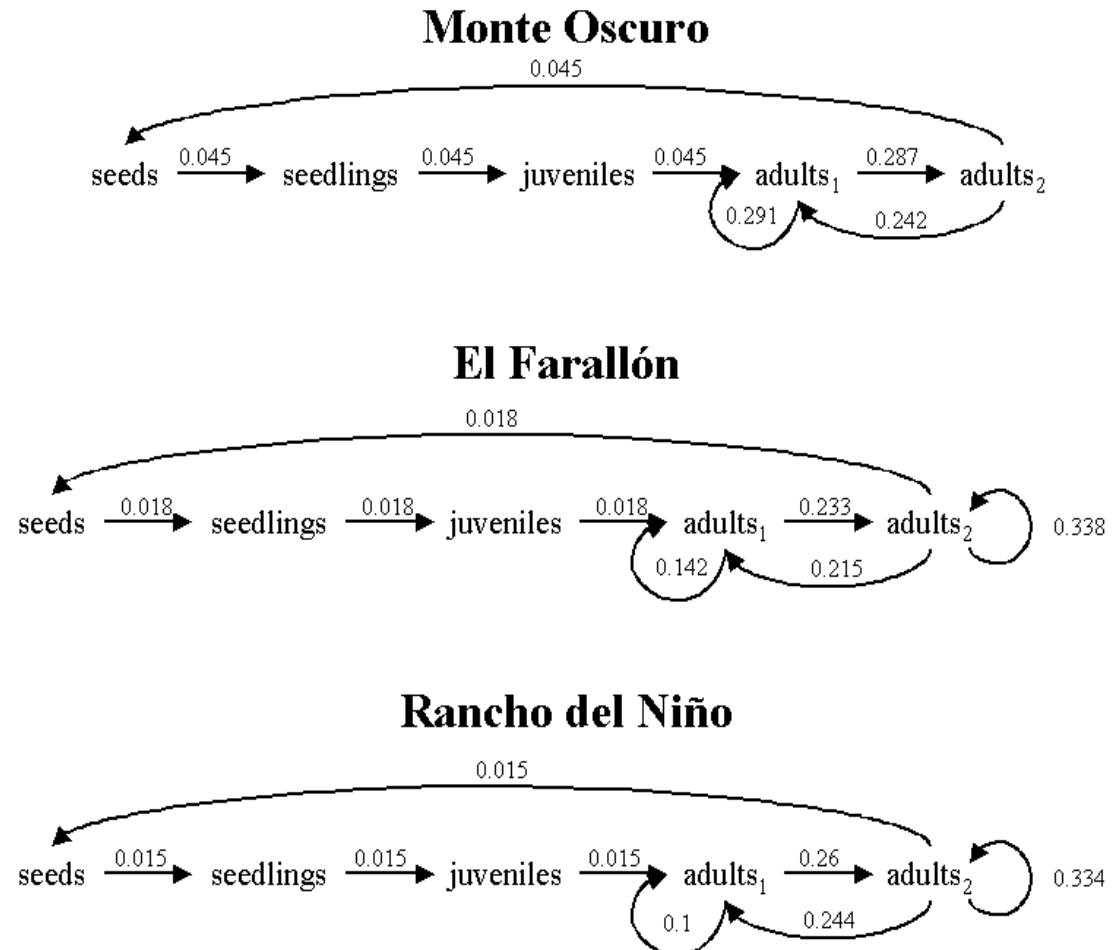 Monte Oscuro
0.045
seeds 0.045 seedlings 0.045 juveniles 0.045 adults₁ 0.287 adults₂
0.291 0.242
El Farallón
0.018
seeds 0.018 seedlings 0.018 juveniles 0.018 adults₁ 0.233 adults₂ 0.338
0.142 0.215
Rancho del Niño
0.015
seeds 0.015 seedlings 0.015 juveniles 0.015 adults₁ 0.26 adults₂ 0.334
0.1 0.244